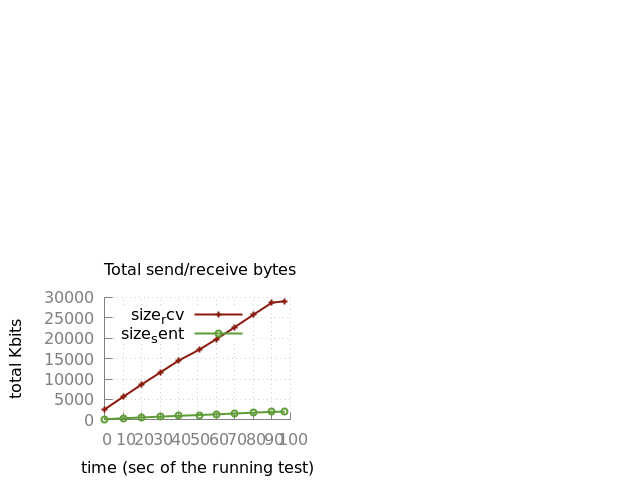 Total send/receive bytes
30000
25000
20000
15000
10000
5000
0
total Kbits
size_rcv
size_sent
0 10 20 30 40 50 60 70 80 90 100
time (sec of the running test)